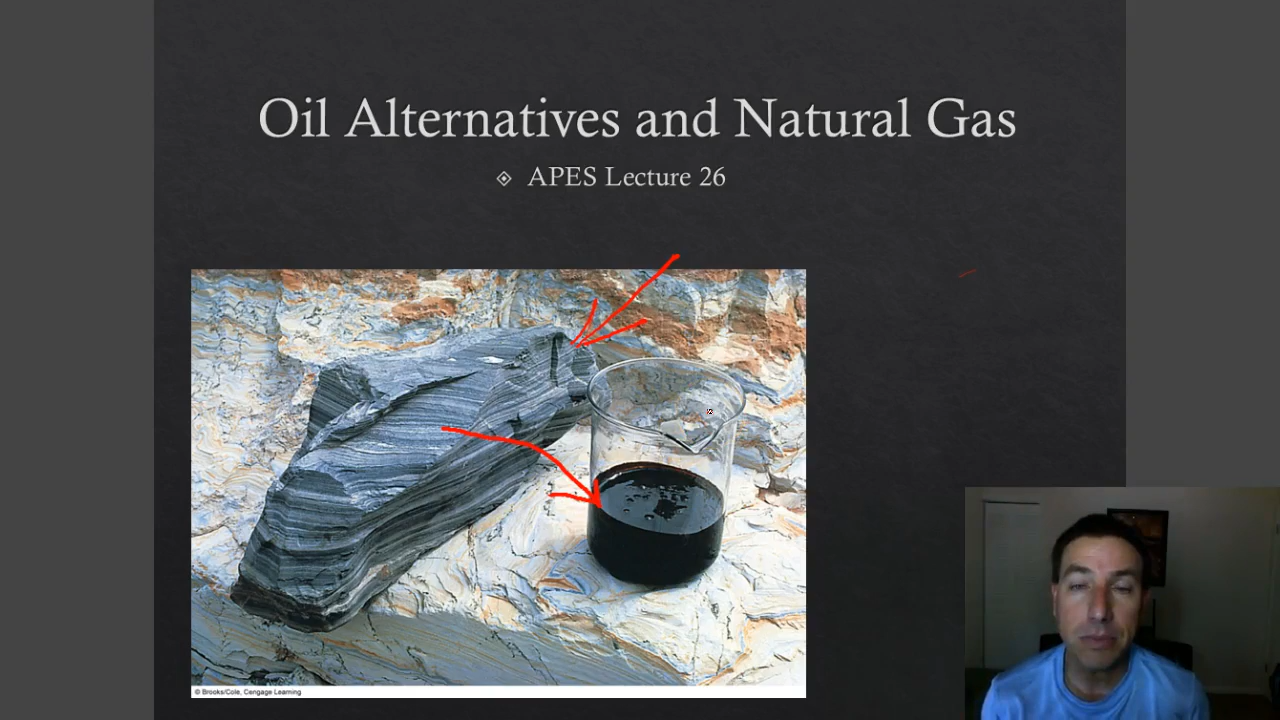 Oil Alternatives and Natural Gas
APES Lecture 26
© Brooks/Cole, Cengage Learning